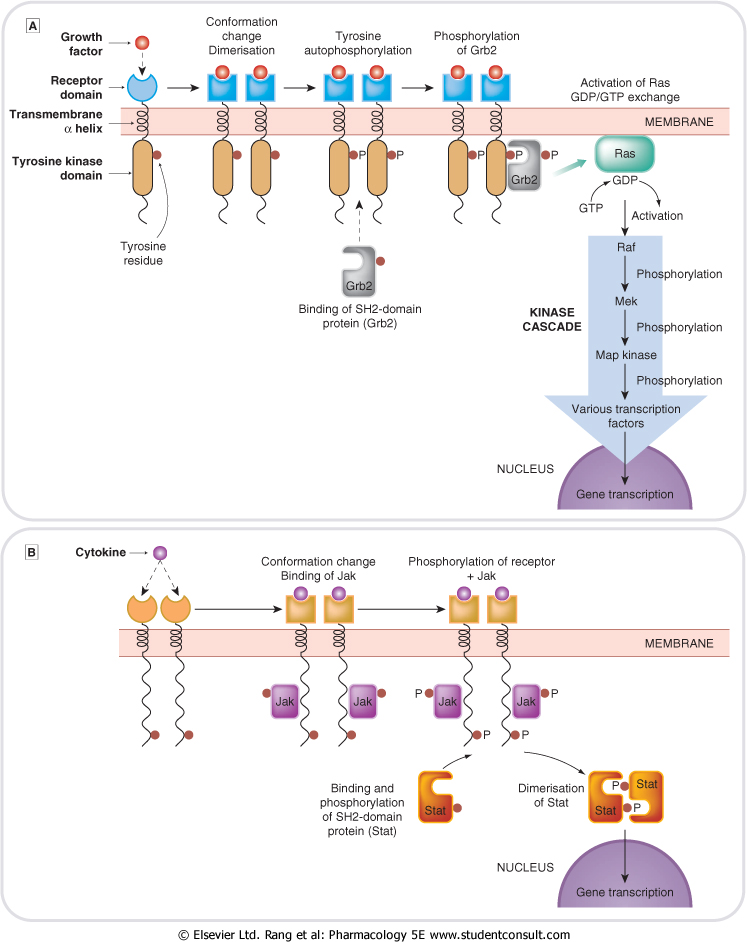 A
Growth
factor
Receptor
domain
Transmembrane
α helix
Tyrosine kinase
domain
Tyrosine
residue
Conformation
change
Dimerisation
Tyrosine
autophosphorylation
Phosphorylation
of Grb2
Activation of Ras
GDP/GTP exchange
MEMBRANE
P
P
P
P
P
Grb2
Grb2
Binding of SH2-domain
protein (Grb2)
Ras
GDP
GTP
Activation
Raf
Phosphorylation
Mek
KINASE
CASCADE
Phosphorylation
Map kinase
Phosphorylation
Various transcription
factors
NUCLEUS
Gene transcription
B
Cytokine
Conformation change
Binding of Jak
Phosphorylation of receptor
+ Jak
MEMBRANE
Jak
Jak
P
Jak
Jak
P
P
P
Binding and
phosphorylation
of SH2-domain
protein (Stat)
Stat
Dimerisation
of Stat
P
Stat
Stat
P
NUCLEUS
Gene transcription
© Elsevier Ltd. Rang et al: Pharmacology 5E www.studentconsult.com